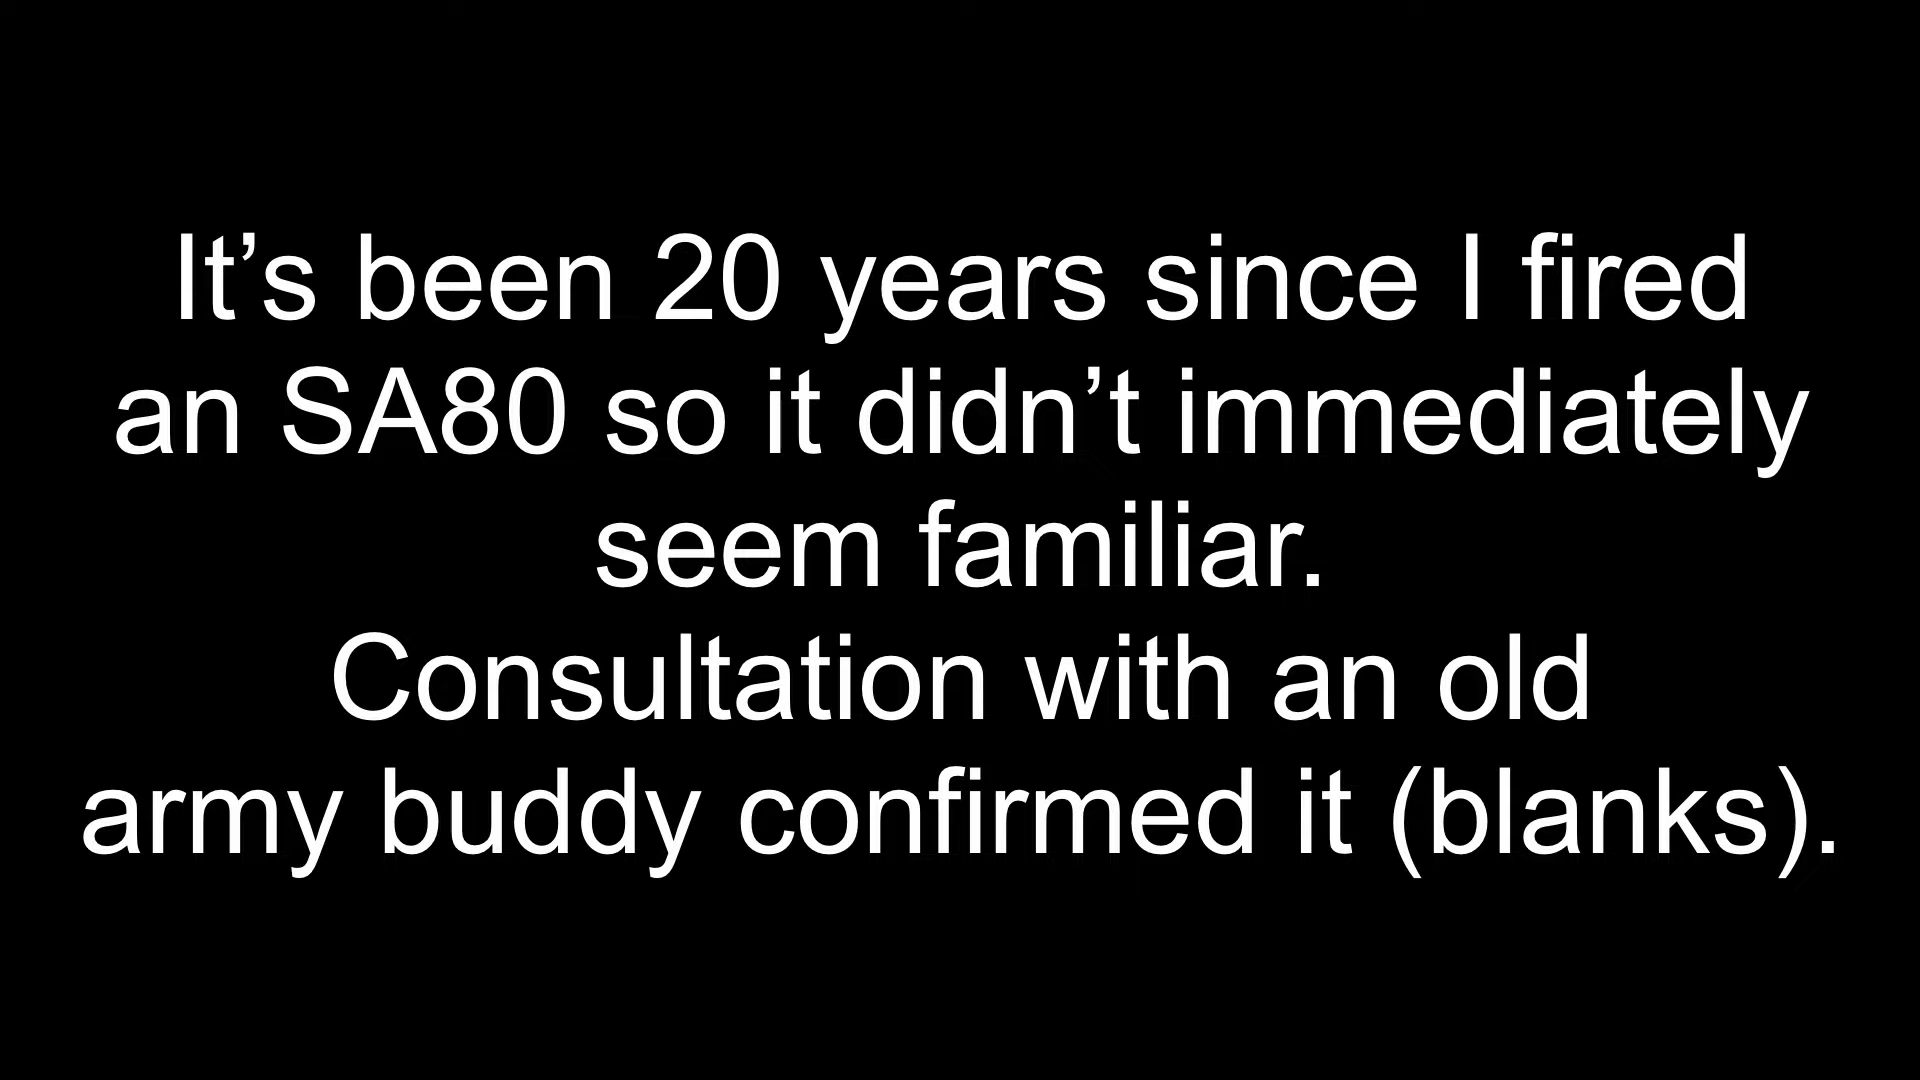 It’s been 20 years since I fired
an SA80 so it didn’t immediately
seem familiar.
Consultation with an old
army buddy confirmed it (blanks).